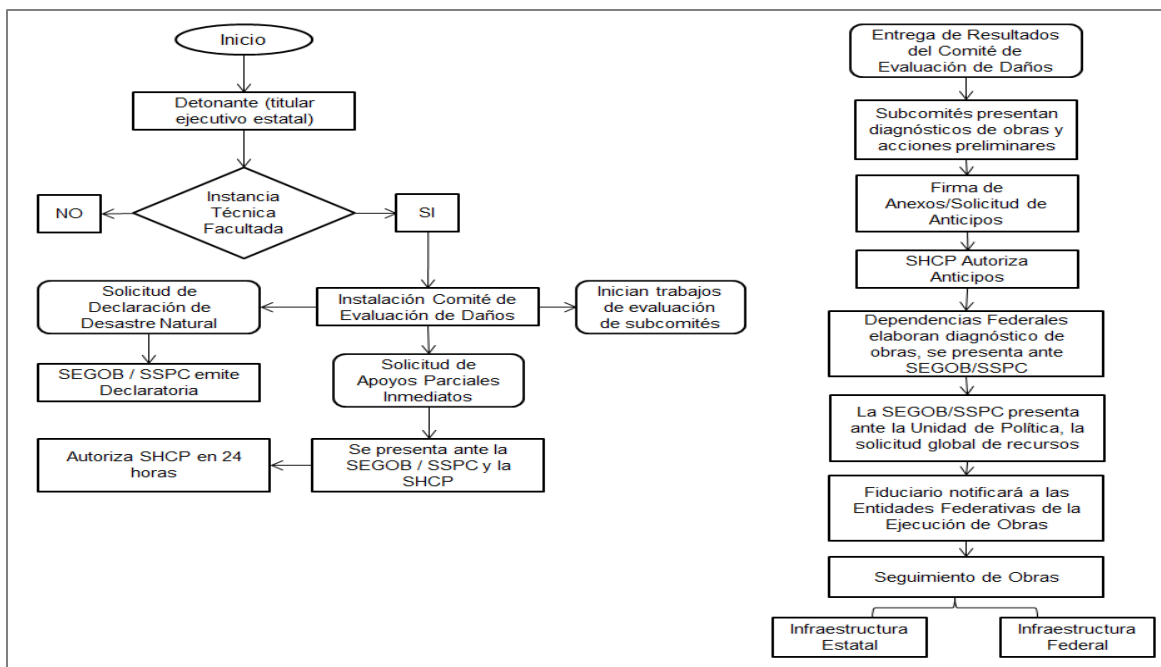 Inicio
Detonante (titular
ejecutivo estatal)
Instancia
Técnica
Facultada
NO
SI
Solicitud de
Declaración de
Desastre Natural
Instalación Comité de
Evaluación de Daños
Inician trabajos
de evaluación
de subcomités
SEGOB / SSPC emite
Declaratoria
Solicitud de
Apoyos Parciales
Inmediatos
Autoriza SHCP en 24
horas
Se presenta ante la
SEGOB / SSPC y la
SHCP
Entrega de Resultados
del Comité de
Evaluación de Daños
Subcomités presentan
diagnósticos de obras y
acciones preliminares
Firma de
Anexos/Solicitud de
Anticipos
SHCP Autoriza
Anticipos
Dependencias Federales
elaboran diagnóstico de
obras, se presenta ante
SEGOB/SSPC
La SEGOB/SSPC presenta
ante la Unidad de Política, la
solicitud global de recursos
Fiduciario notificará a las
Entidades Federativas de la
Ejecución de Obras
Seguimiento de Obras
Infraestructura
Estatal
Infraestructura
Federal